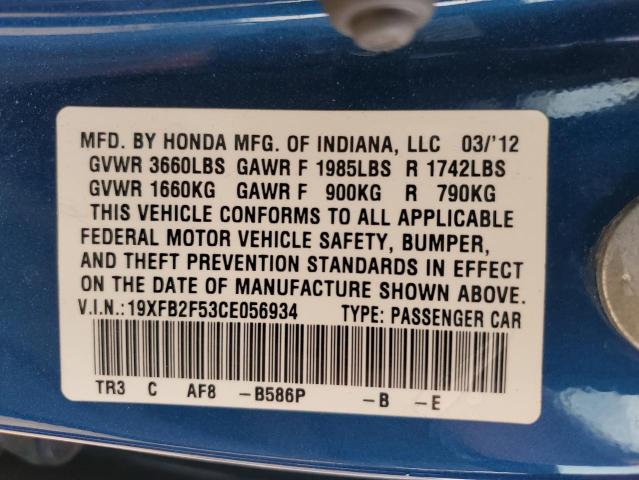 MFD. BY HONDA MFG. OF INDIANA, LLC 03/'12
GVWR 3660LBS GAWR F 1985LBS R 1742LBS
GVWR 1660KG GAWR F 900KG R 790KG
THIS VEHICLE CONFORMS TO ALL APPLICABLE
FEDERAL MOTOR VEHICLE SAFETY, BUMPER,
AND THEFT PREVENTION STANDARDS IN EFFECT
ON THE DATE OF MANUFACTURE SHOWN ABOVE.
V.I.N.:19XFB2F53CE056934 TYPE: PASSENGER CAR
TR3 C AF8 -B586P -B -E